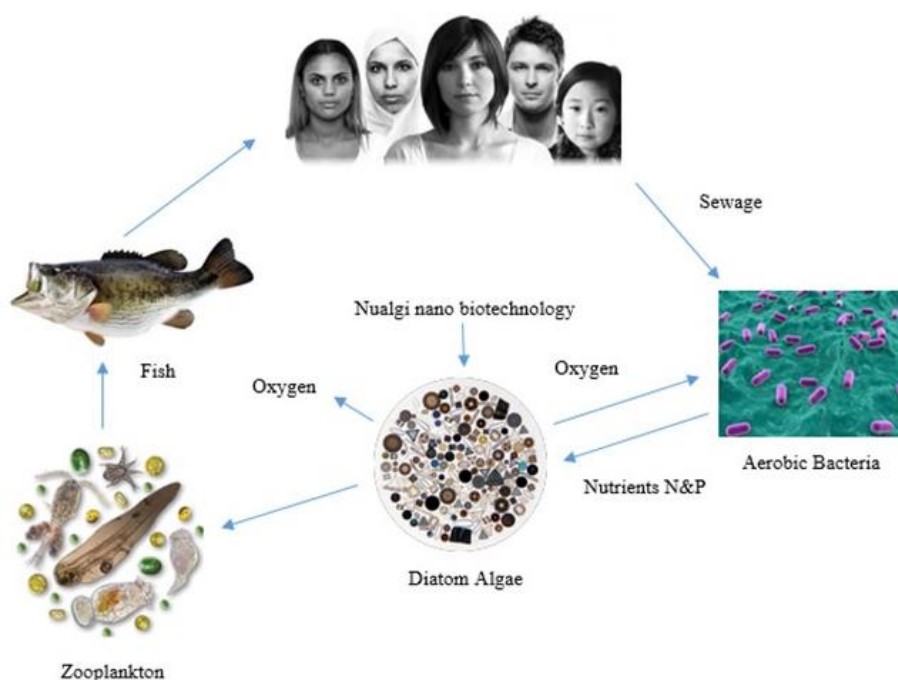 Sewage
Nualgi nano biotechnology
Fish
Oxygen
Oxygen
Aerobic Bacteria
Nutrients N&P
Diatom Algae
Zooplankton